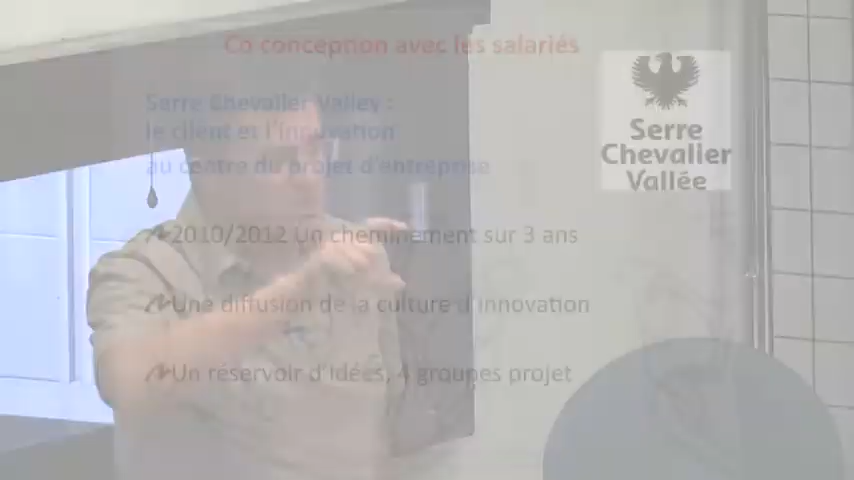 Co conception avec les salariés
Serre Chevalier Valley :
le client et l'innovation
au centre du projet d'entreprise
Serre
Chevalier
Vallée
2010/2012 Un cheminement sur 3 ans
Une diffusion de la culture d'innovation
Un réservoir d'idées, 4 groupes projet